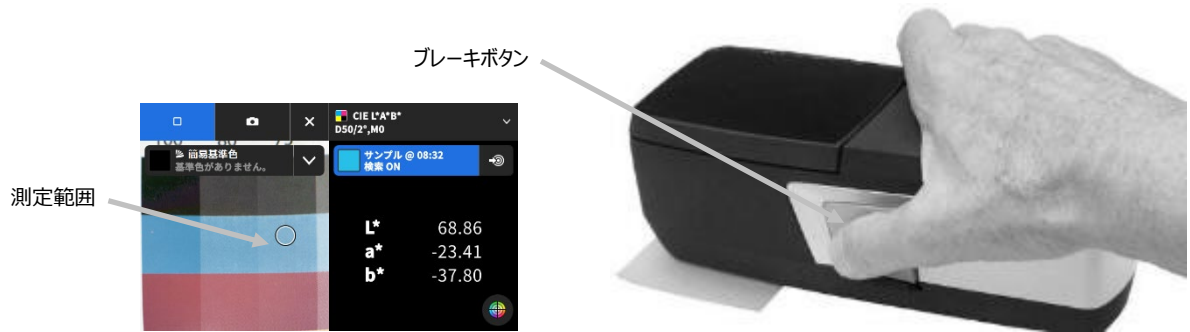 ブレーキボタン
測定範囲
CIE L*A*B*
D50/2°,M0
簡易基準色
基準色がありません。
サンプル @ 08:32
検索 ON
L* 68.86
a* -23.41
b* -37.80